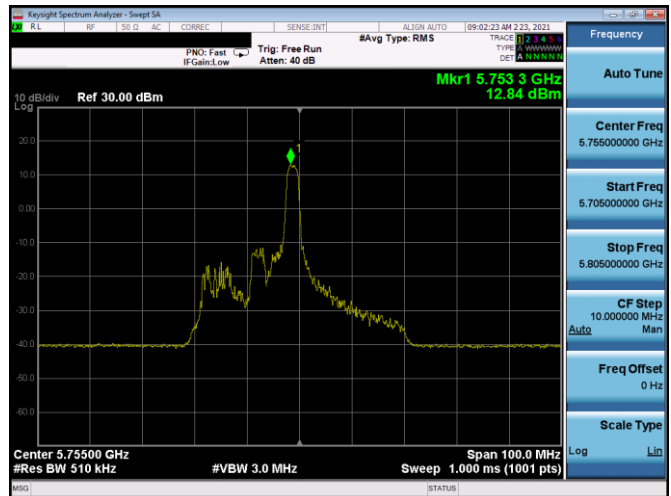 Keysight Spectrum Analyzer - Swept SA
RL RF 50 Ω AC CORREC SENSE:INT ALIGN AUTO 09:02:23 AM 2 23, 2021
#Avg Type: RMS
TRACE 1 2 3 4 5 6
PNO: Fast Trig: Free Run
TYPE A WWWWW
IFGain:Low Atten: 40 dB
DET A N N N N N
Mkr1 5.753 3 GHz
12.84 dBm
10 dB/div Ref 30.00 dBm
Log
20.0
1
10.0
0.00
-10.0
-20.0
-30.0
-40.0
-50.0
-60.0
Center 5.75500 GHz Span 100.0 MHz
#Res BW 510 kHz #VBW 3.0 MHz Sweep 1.000 ms (1001 pts)
MSG STATUS
Frequency
Auto Tune
Center Freq
5.755000000 GHz
Start Freq
5.705000000 GHz
Stop Freq
5.805000000 GHz
CF Step
10.000000 MHz
Auto Man
Freq Offset
0 Hz
Scale Type
Log Lin